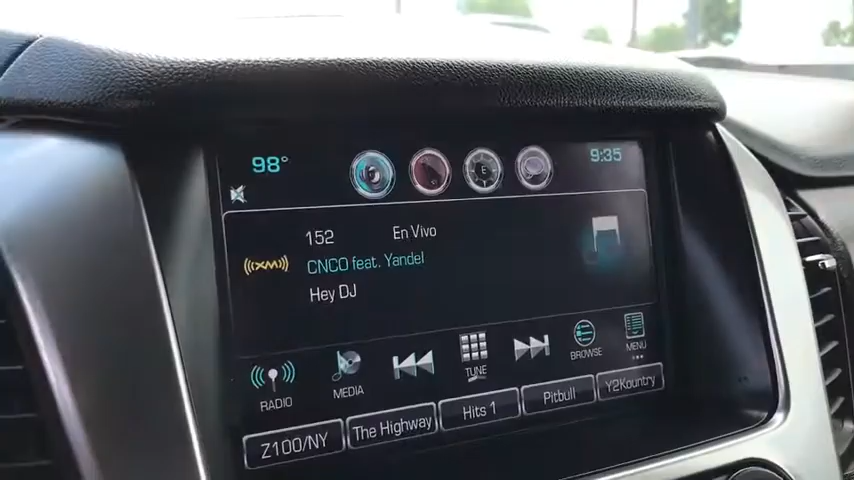 98°
E
9:35
152 En Vivo
XM
CNCO feat. Yandel
Hey DJ
RADIO
MEDIA
TUNE
BROWSE
MENU
Z100/NY
The Highway
Hits 1
Pitbull
Y2Kountry